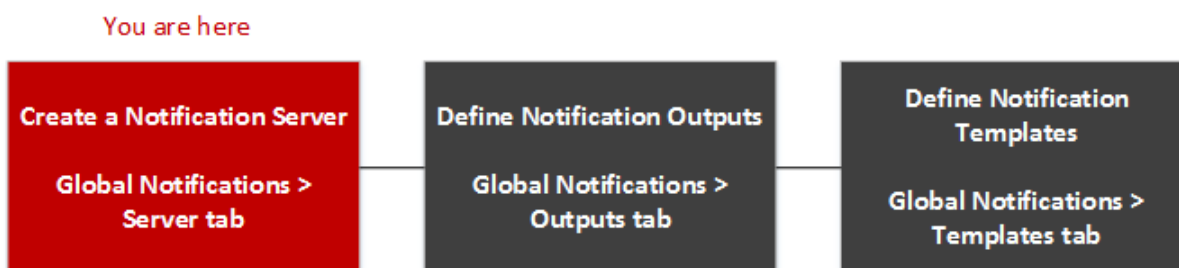 You are here
Create a Notification Server
Global Notifications >
Server tab
Define Notification Outputs
Global Notifications >
Outputs tab
Define Notification
Templates
Global Notifications >
Templates tab